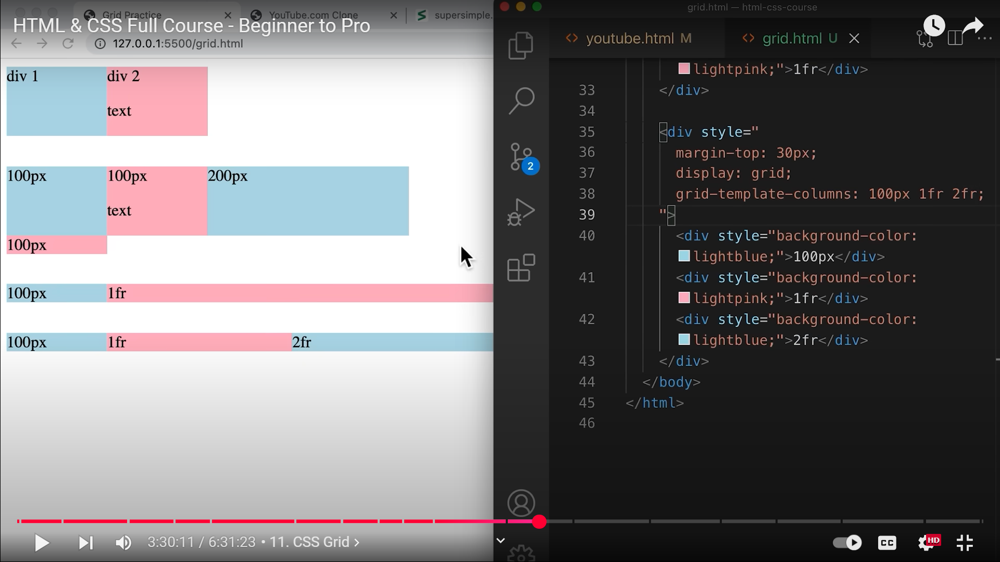 Grid Practice
YouTube.com Clone
supersimple.
HTML & CSS Full Course - Beginner to Pro
127.0.0.1:5500/grid.html
div 1
div 2
text
100px
100px
200px
text
100px
100px
1fr
100px
1fr
2fr
grid.html — html-css-course
youtube.html M
grid.html U
lightpink;">1fr</div>
33 </div>
34
35 <div style="
36 margin-top: 30px;
37 display: grid;
38 grid-template-columns: 100px 1fr 2fr;
39 ">
40 <div style="background-color:
lightblue;">100px</div>
41 <div style="background-color:
lightpink;">1fr</div>
42 <div style="background-color:
lightblue;">2fr</div>
43 </div>
44 </body>
45 </html>
46
2
3:30:11 / 6:31:23 • 11. CSS Grid ›
CC
HD